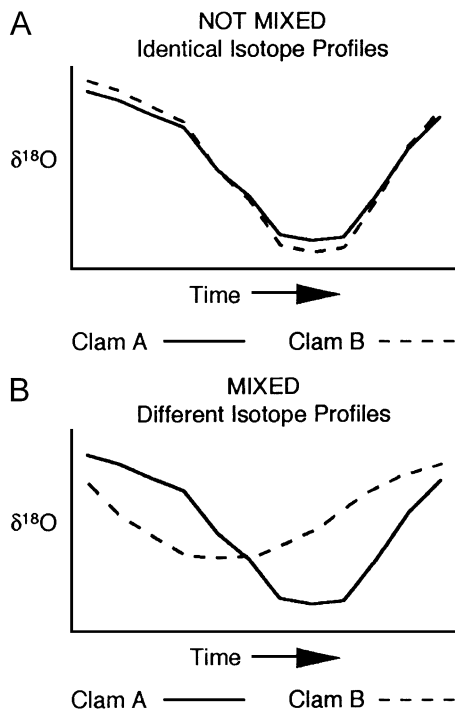 A
NOT MIXED
Identical Isotope Profiles
δ¹⁸O
Time
Clam A
Clam B
B
MIXED
Different Isotope Profiles
δ¹⁸O
Time
Clam A
Clam B